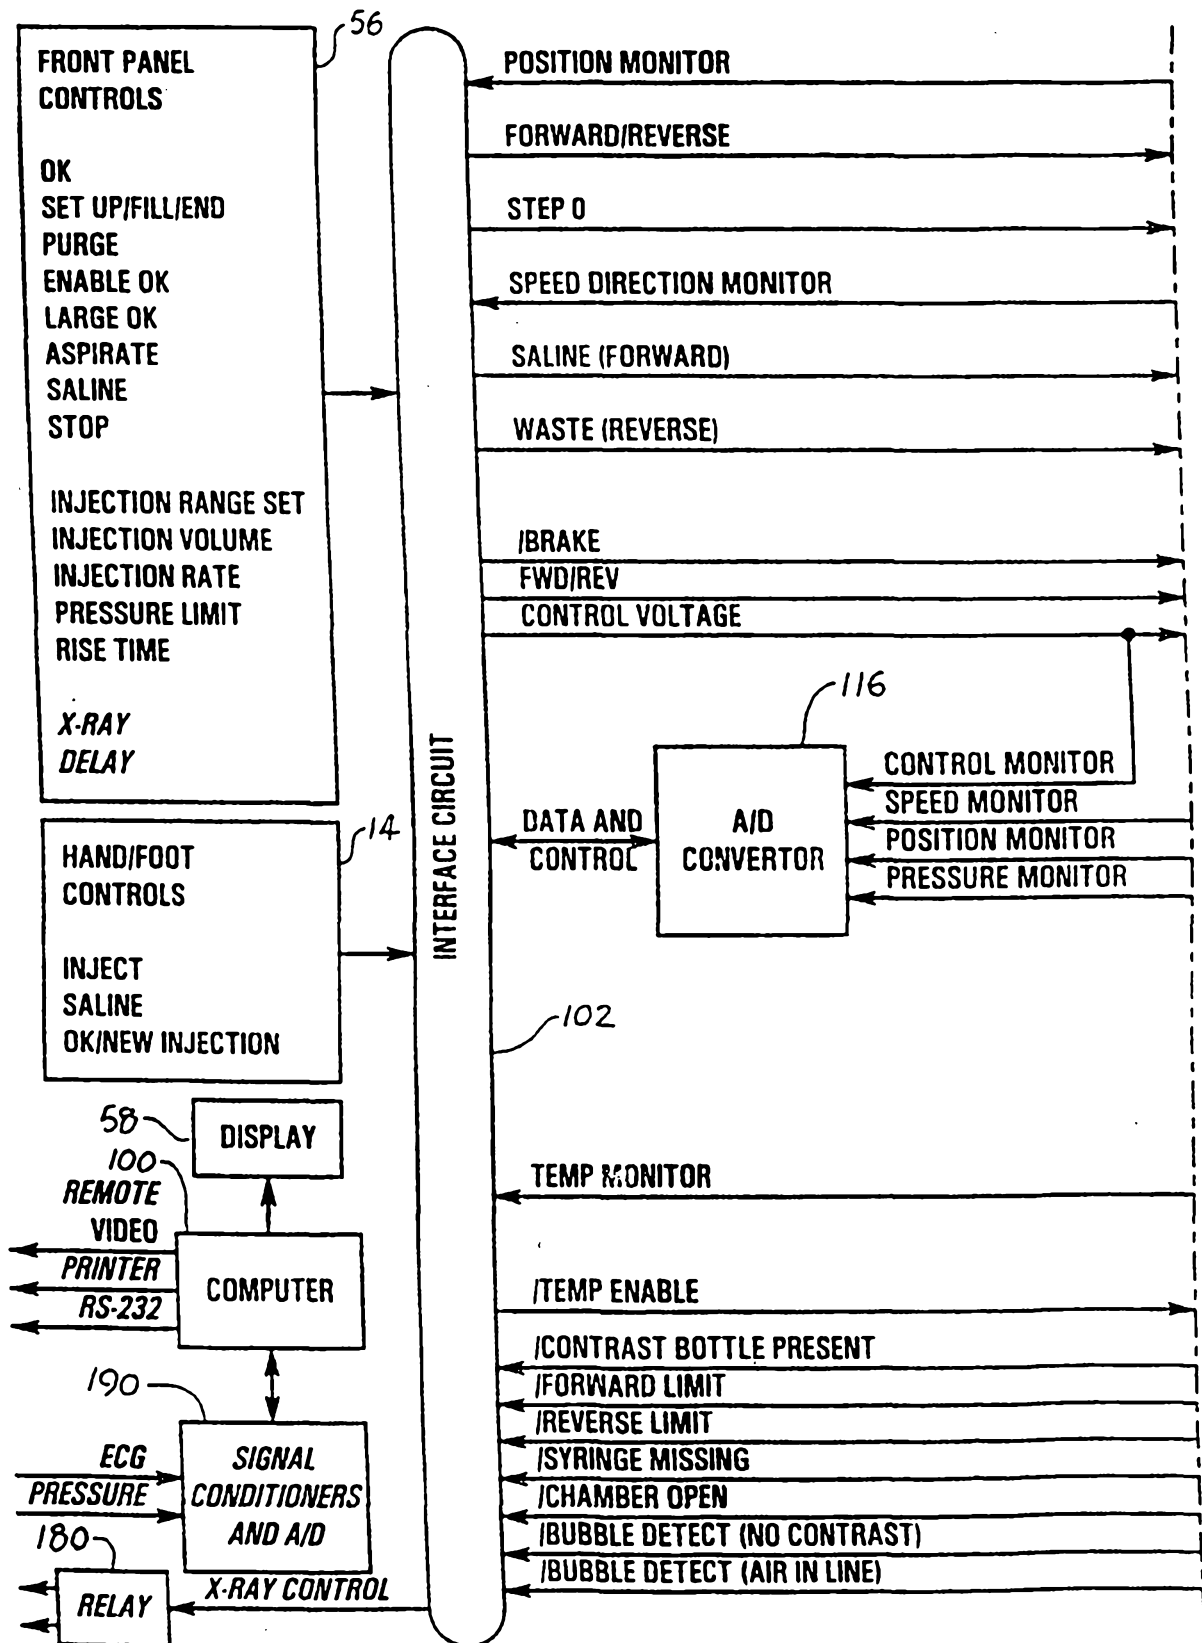 56
FRONT PANEL
CONTROLS
OK
SET UP/FILL/END
PURGE
ENABLE OK
LARGE OK
ASPIRATE
SALINE
STOP
INJECTION RANGE SET
INJECTION VOLUME
INJECTION RATE
PRESSURE LIMIT
RISE TIME
X-RAY
DELAY
14
HAND/FOOT
CONTROLS
INJECT
SALINE
OK/NEW INJECTION
58
DISPLAY
100
REMOTE
VIDEO
PRINTER
RS-232
COMPUTER
190
ECG
PRESSURE
SIGNAL
CONDITIONERS
AND A/D
180
RELAY
X-RAY CONTROL
INTERFACE CIRCUIT
102
POSITION MONITOR
FORWARD/REVERSE
STEP 0
SPEED DIRECTION MONITOR
SALINE (FORWARD)
WASTE (REVERSE)
/BRAKE
FWD/REV
CONTROL VOLTAGE
116
DATA AND
CONTROL
A/D
CONVERTOR
CONTROL MONITOR
SPEED MONITOR
POSITION MONITOR
PRESSURE MONITOR
TEMP MONITOR
/TEMP ENABLE
/CONTRAST BOTTLE PRESENT
/FORWARD LIMIT
/REVERSE LIMIT
/SYRINGE MISSING
/CHAMBER OPEN
/BUBBLE DETECT (NO CONTRAST)
/BUBBLE DETECT (AIR IN LINE)